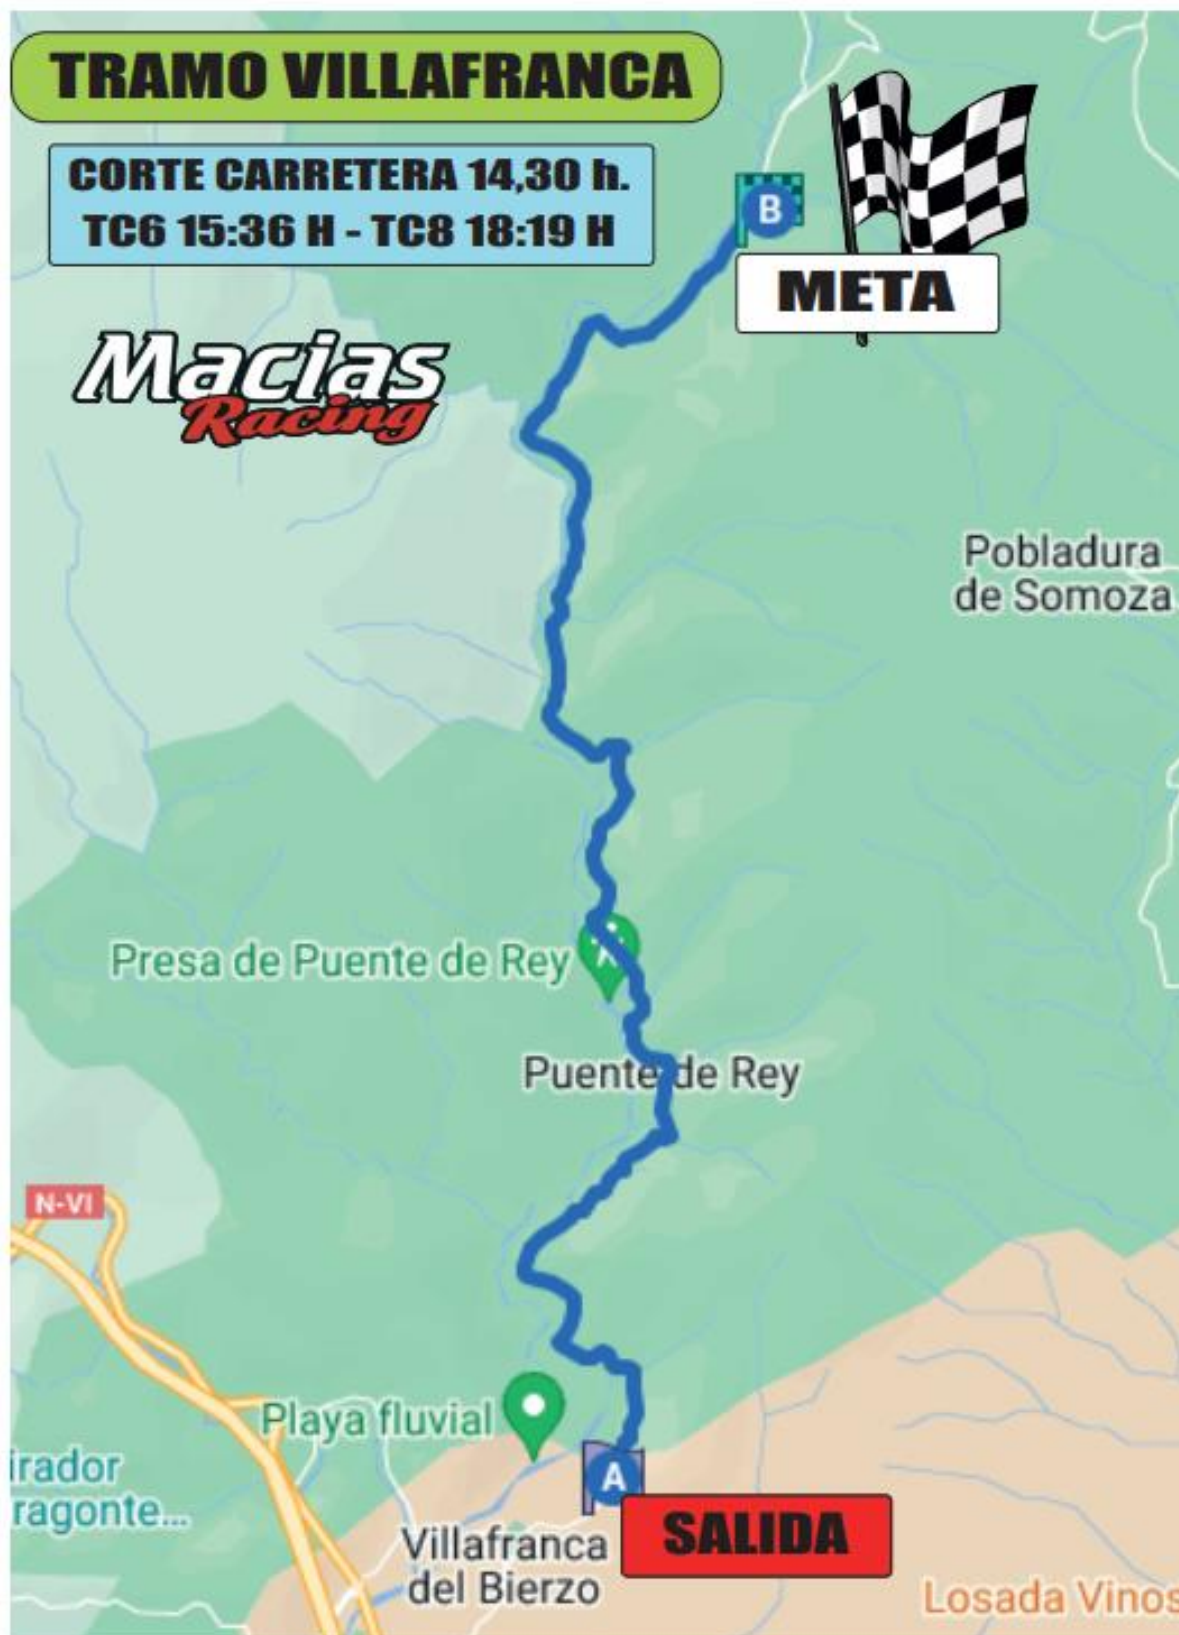 TRAMO VILLAFRANCA
CORTE CARRETERA 14,30 h.
TC6 15:36 H - TC8 18:19 H
B
META
Macias
Racing
Pobladura
de Somoza
Presa de Puente de Rey
Puente de Rey
N-VI
Playa fluvial
irador
ragonte...
A
SALIDA
Villafranca
del Bierzo
Losada Vinos